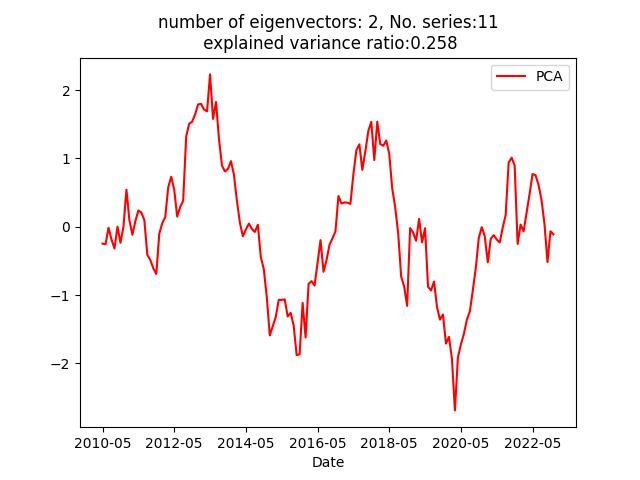 number of eigenvectors: 2, No. series:11
explained variance ratio:0.258
PCA
2
1
0
−1
−2
2010-05 2012-05 2014-05 2016-05 2018-05 2020-05 2022-05
Date